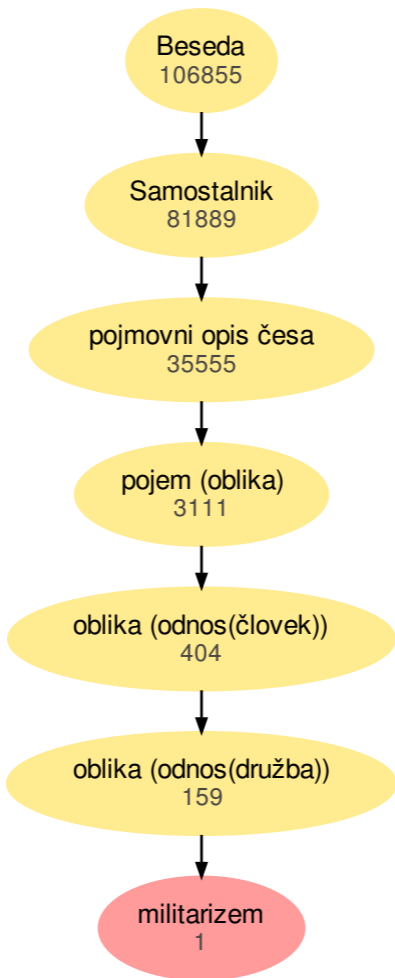 Beseda
106855
Samostalnik
81889
pojmovni opis česa
35555
pojem (oblika)
3111
oblika (odnos(človek))
404
oblika (odnos(družba))
159
militarizem
1